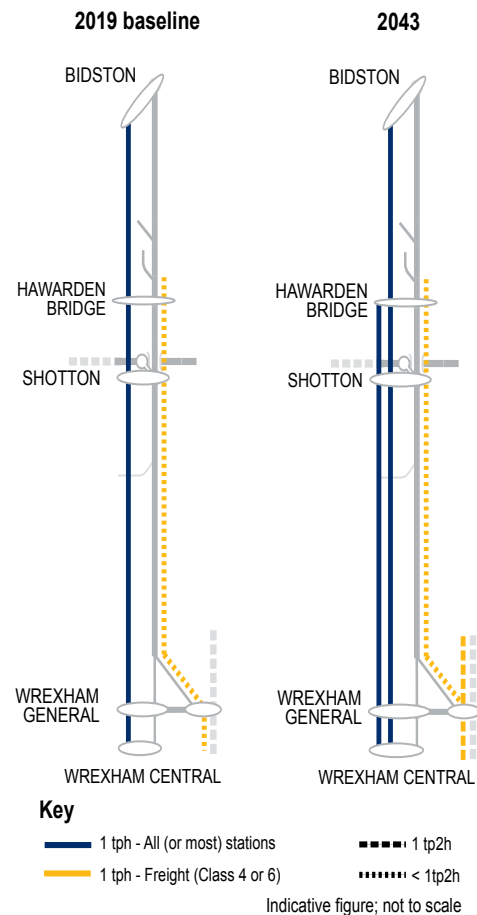 2019 baseline
BIDSTON
HAWARDEN
BRIDGE
SHOTTON
WREXHAM
GENERAL
WREXHAM CENTRAL
2043
BIDSTON
HAWARDEN
BRIDGE
SHOTTON
WREXHAM
GENERAL
WREXHAM CENTRAL
Key
1 tph - All (or most) stations
1 tph - Freight (Class 4 or 6)
1 tp2h
< 1tp2h
Indicative figure; not to scale